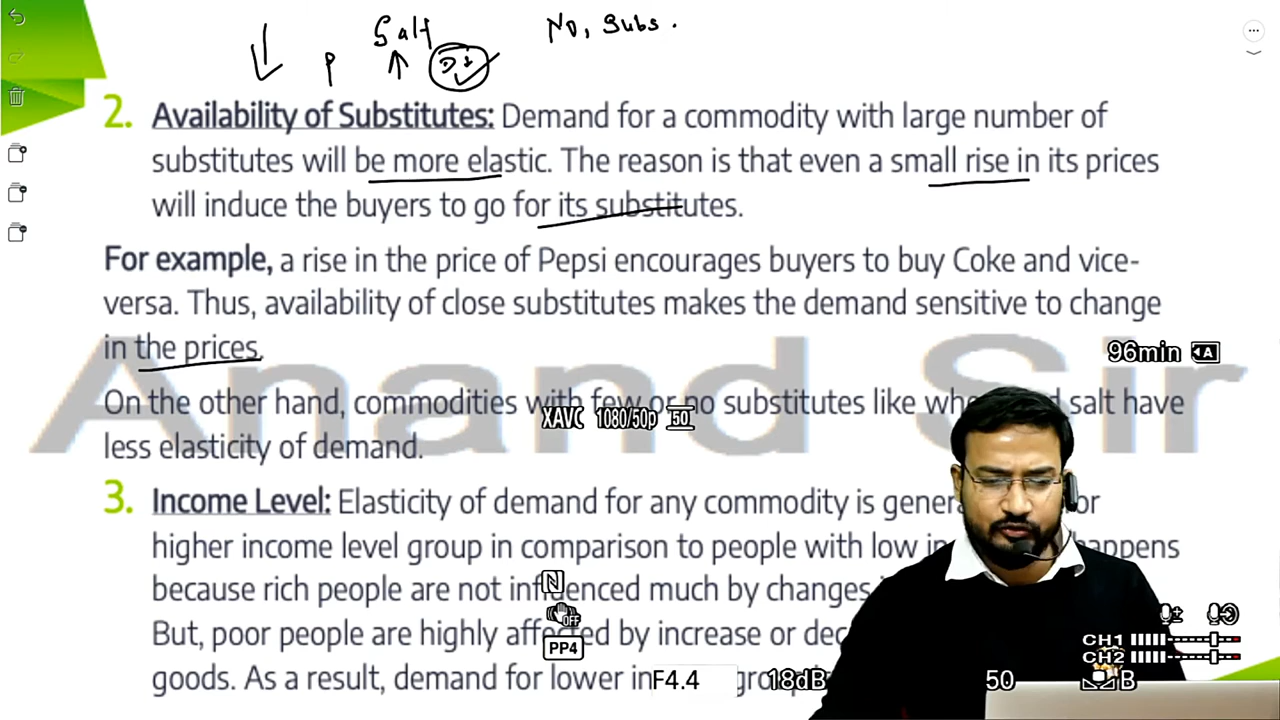 Salt No, Subs.
P
2. Availability of Substitutes: Demand for a commodity with large number of
substitutes will be more elastic. The reason is that even a small rise in its prices
will induce the buyers to go for its substitutes.
For example, a rise in the price of Pepsi encourages buyers to buy Coke and vice-
versa. Thus, availability of close substitutes makes the demand sensitive to change
in the prices.
96min A
Anand Sir
On the other hand, commodities with few or no substitutes like salt have
XAVC 1080/50p 50
less elasticity of demand.
3. Income Level: Elasticity of demand for any commodity is
higher income level group in comparison to people with low happens
because rich people are not influenced much by changes
N
OFF
But, poor people are highly affected by increase or
PP4
CH1
CH2
goods. As a result, demand for lower
F4.4 18dB 50 B